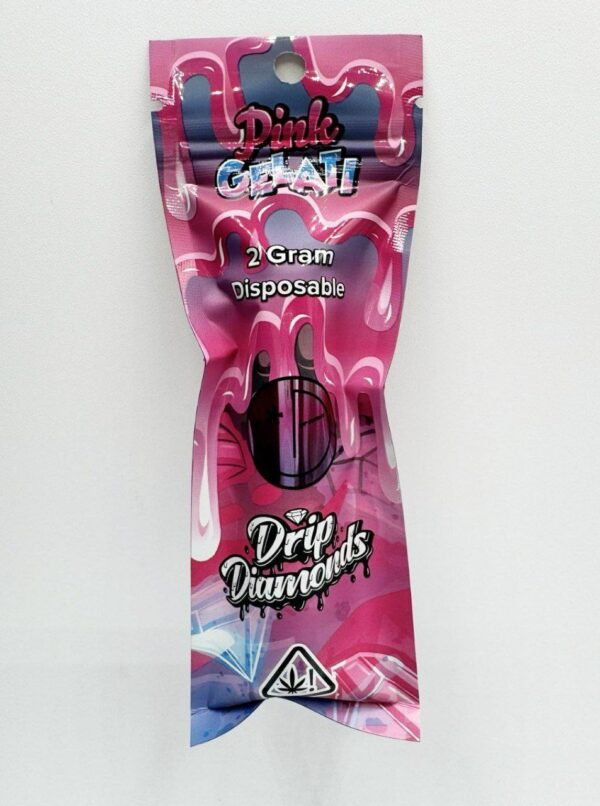 Pink
GELATI
2 Gram
Disposable
Drip
Diamonds
!